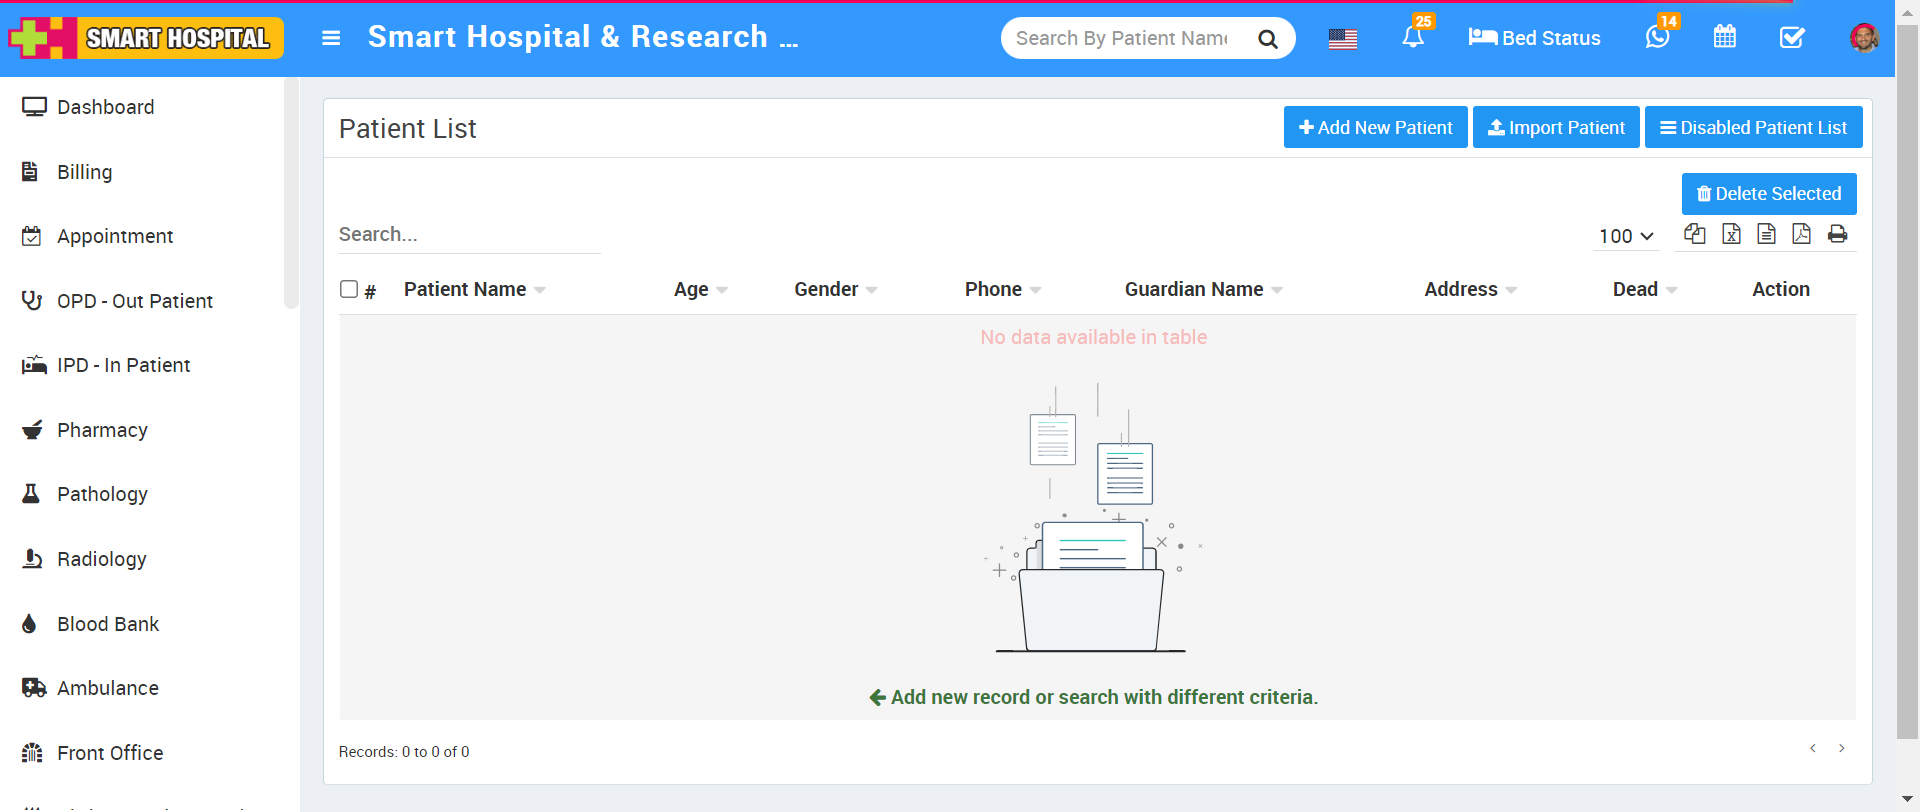 SMART HOSPITAL
Smart Hospital & Research ...
Search By Patient Name
25
Bed Status
14
Dashboard
Billing
Appointment
OPD - Out Patient
IPD - In Patient
Pharmacy
Pathology
Radiology
Blood Bank
Ambulance
Front Office
Patient List
Add New Patient
Import Patient
Disabled Patient List
Delete Selected
Search...
100
# Patient Name Age Gender Phone Guardian Name Address Dead Action
No data available in table
Add new record or search with different criteria.
Records: 0 to 0 of 0